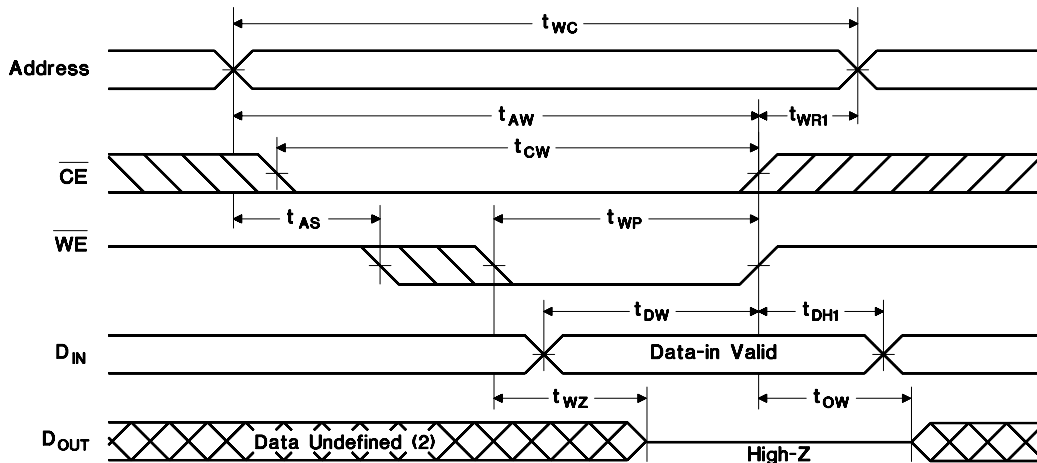 tWC
Address
tAW
tWR1
tCW
CE
tAS
tWP
WE
tDW
tDH1
DIN
Data-in Valid
tWZ
tOW
DOUT
Data Undefined (2)
High-Z